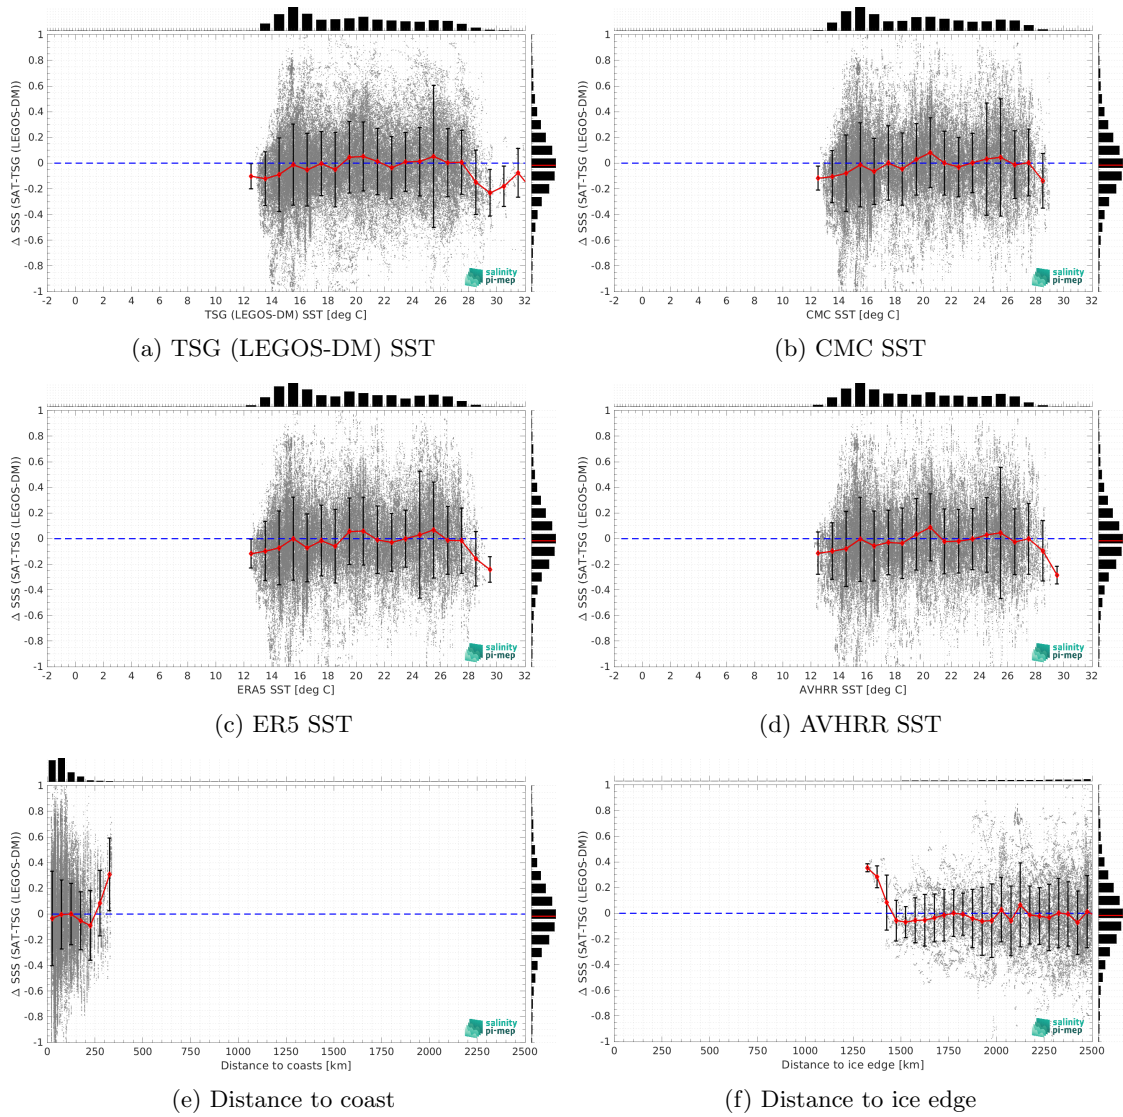 1
0.8
0.6
0.4
0.2
0
-0.2
-0.4
-0.6
-0.8
-1
Δ SSS (SAT-TSG (LEGOS-DM))
-2 0 2 4 6 8 10 12 14 16 18 20 22 24 26 28 30 32
TSG (LEGOS-DM) SST [deg C]
salinity
pi-mep
(a) TSG (LEGOS-DM) SST
1
0.8
0.6
0.4
0.2
0
-0.2
-0.4
-0.6
-0.8
-1
Δ SSS (SAT-TSG (LEGOS-DM))
-2 0 2 4 6 8 10 12 14 16 18 20 22 24 26 28 30 32
CMC SST [deg C]
salinity
pi-mep
(b) CMC SST
1
0.8
0.6
0.4
0.2
0
-0.2
-0.4
-0.6
-0.8
-1
Δ SSS (SAT-TSG (LEGOS-DM))
-2 0 2 4 6 8 10 12 14 16 18 20 22 24 26 28 30 32
ERA5 SST [deg C]
salinity
pi-mep
(c) ER5 SST
1
0.8
0.6
0.4
0.2
0
-0.2
-0.4
-0.6
-0.8
-1
Δ SSS (SAT-TSG (LEGOS-DM))
-2 0 2 4 6 8 10 12 14 16 18 20 22 24 26 28 30 32
AVHRR SST [deg C]
salinity
pi-mep
(d) AVHRR SST
1
0.8
0.6
0.4
0.2
0
-0.2
-0.4
-0.6
-0.8
-1
Δ SSS (SAT-TSG (LEGOS-DM))
0 250 500 750 1000 1250 1500 1750 2000 2250 2500
Distance to coasts [km]
salinity
pi-mep
(e) Distance to coast
1
0.8
0.6
0.4
0.2
0
-0.2
-0.4
-0.6
-0.8
-1
Δ SSS (SAT-TSG (LEGOS-DM))
0 250 500 750 1000 1250 1500 1750 2000 2250 2500
Distance to ice edge [km]
salinity
pi-mep
(f) Distance to ice edge